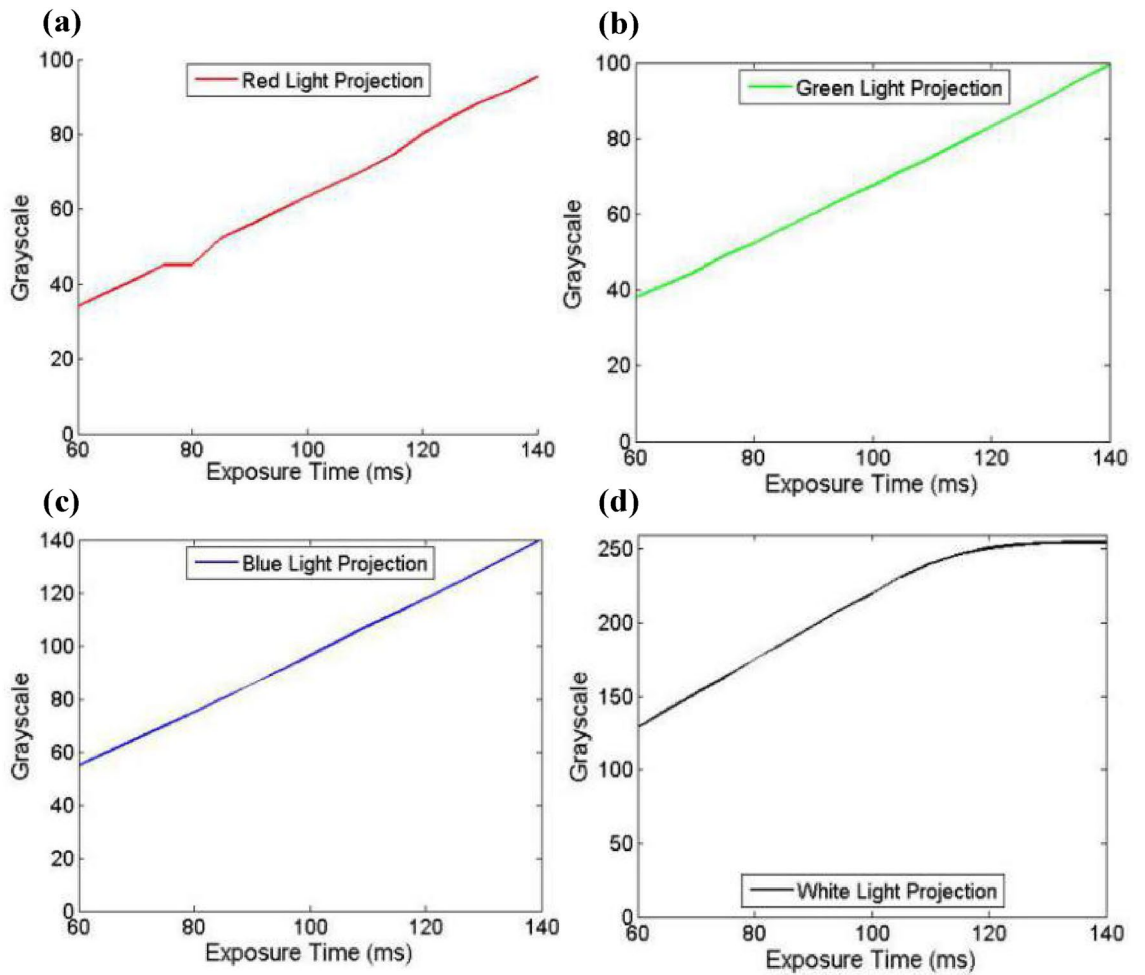 (a)
100
80
60
40
20
0
Grayscale
Red Light Projection
60 80 100 120 140
Exposure Time (ms)
(b)
100
80
60
40
20
0
Grayscale
Green Light Projection
60 80 100 120 140
Exposure Time (ms)
(c)
140
120
100
80
60
40
20
0
Grayscale
Blue Light Projection
60 80 100 120 140
Exposure Time (ms)
(d)
250
200
150
100
50
0
Grayscale
White Light Projection
60 80 100 120 140
Exposure Time (ms)